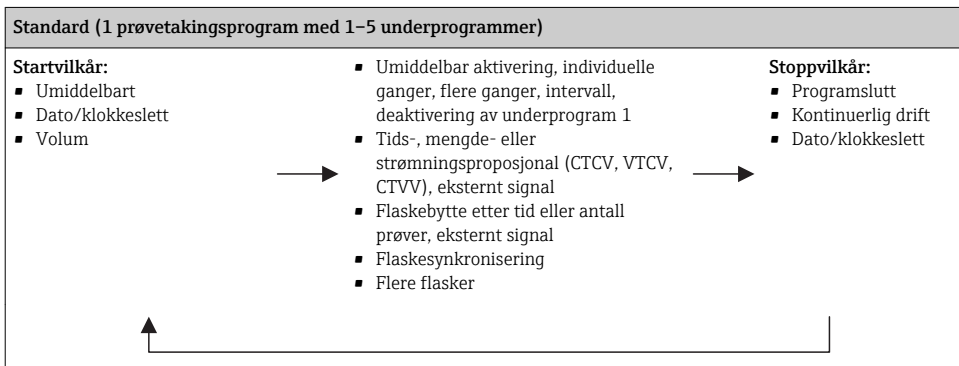 Standard (1 prøvetakingsprogram med 1–5 underprogrammer)
Startvilkår:
▪ Umiddelbart
▪ Dato/klokkeslett
▪ Volum
▪ Umiddelbar aktivering, individuelle
ganger, flere ganger, intervall,
deaktivering av underprogram 1
▪ Tids-, mengde- eller
strømningsproposjonal (CTCV, VTCV,
CTVV), eksternt signal
▪ Flaskebytte etter tid eller antall
prøver, eksternt signal
▪ Flaskesynkronisering
▪ Flere flasker
Stoppvilkår:
▪ Programslutt
▪ Kontinuerlig drift
▪ Dato/klokkeslett